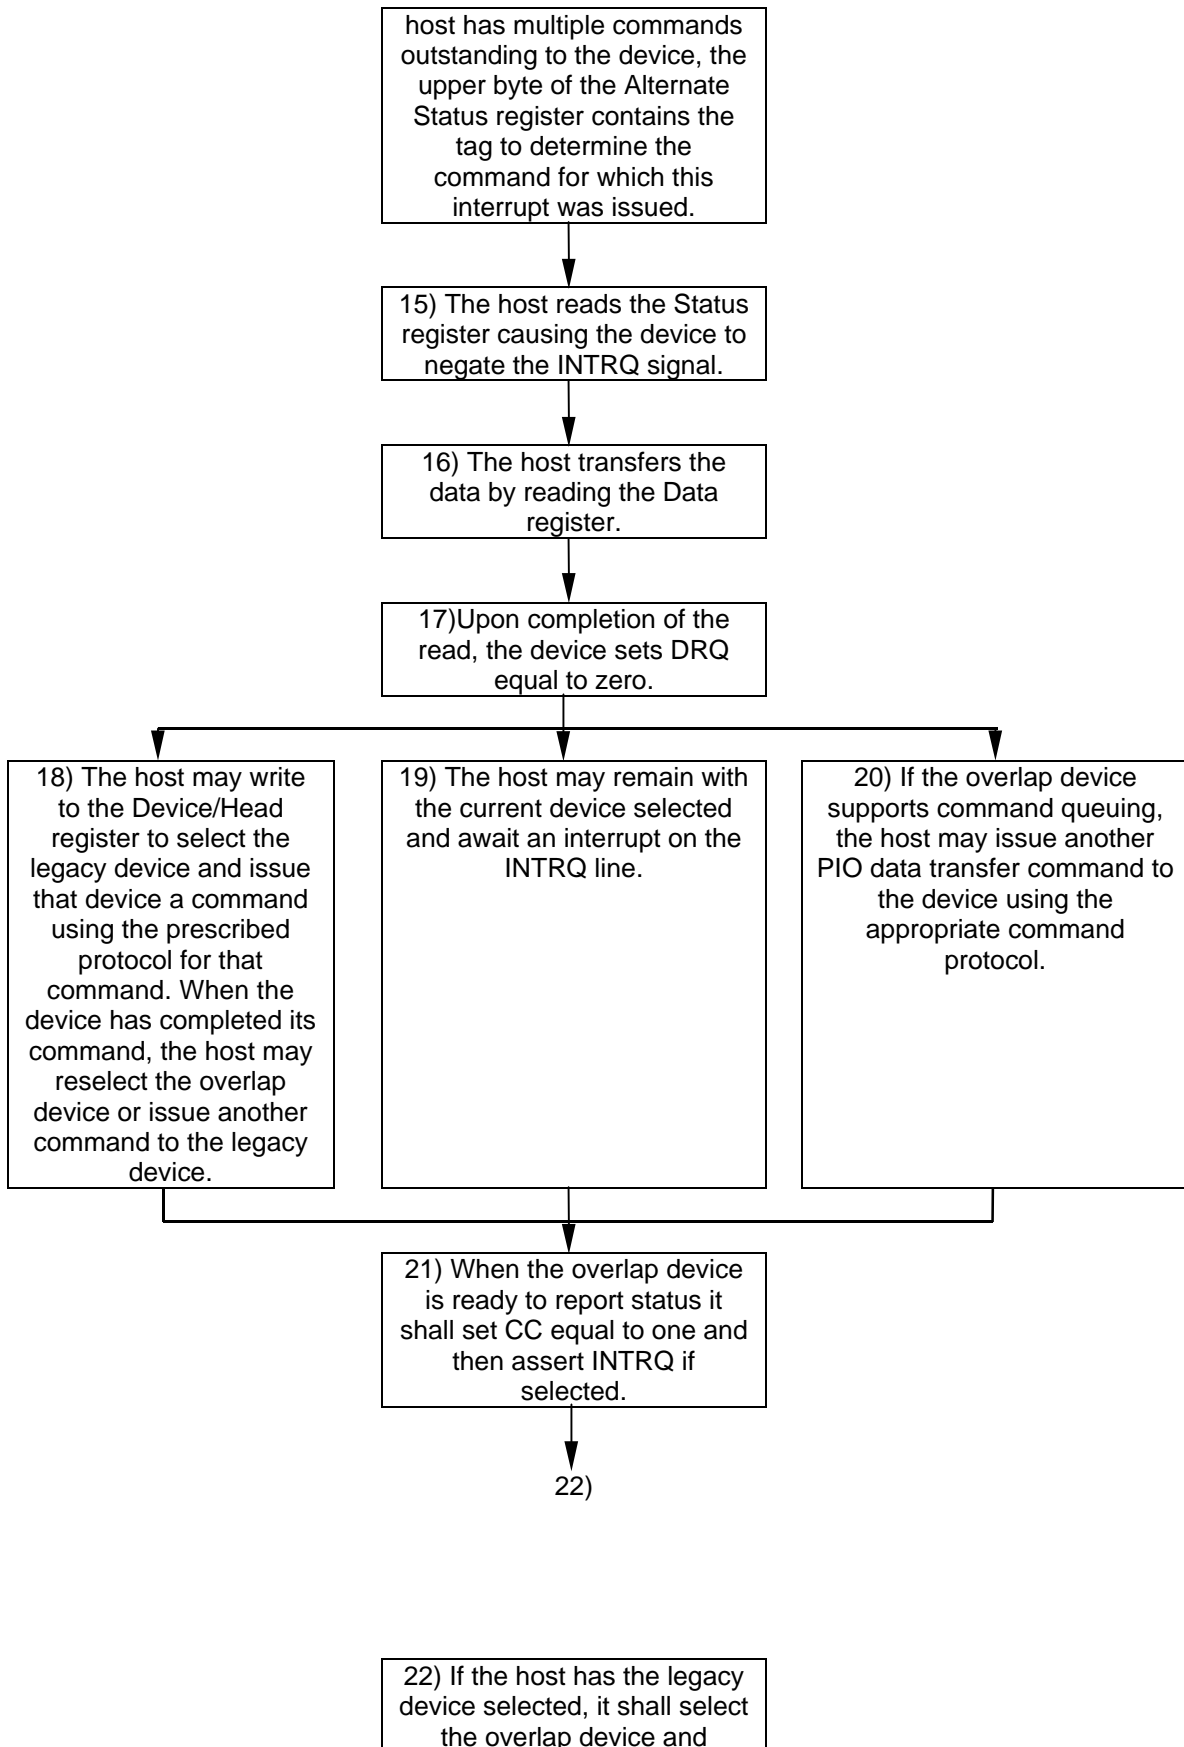 host has multiple commands
outstanding to the device, the
upper byte of the Alternate
Status register contains the
tag to determine the
command for which this
interrupt was issued.
15) The host reads the Status
register causing the device to
negate the INTRQ signal.
16) The host transfers the
data by reading the Data
register.
17)Upon completion of the
read, the device sets DRQ
equal to zero.
18) The host may write
to the Device/Head
register to select the
legacy device and issue
that device a command
using the prescribed
protocol for that
command. When the
device has completed its
command, the host may
reselect the overlap
device or issue another
command to the legacy
device.
19) The host may remain with
the current device selected
and await an interrupt on the
INTRQ line.
20) If the overlap device
supports command queuing,
the host may issue another
PIO data transfer command to
the device using the
appropriate command
protocol.
21) When the overlap device
is ready to report status it
shall set CC equal to one and
then assert INTRQ if
selected.
22)
22) If the host has the legacy
device selected, it shall select
the overlap device and